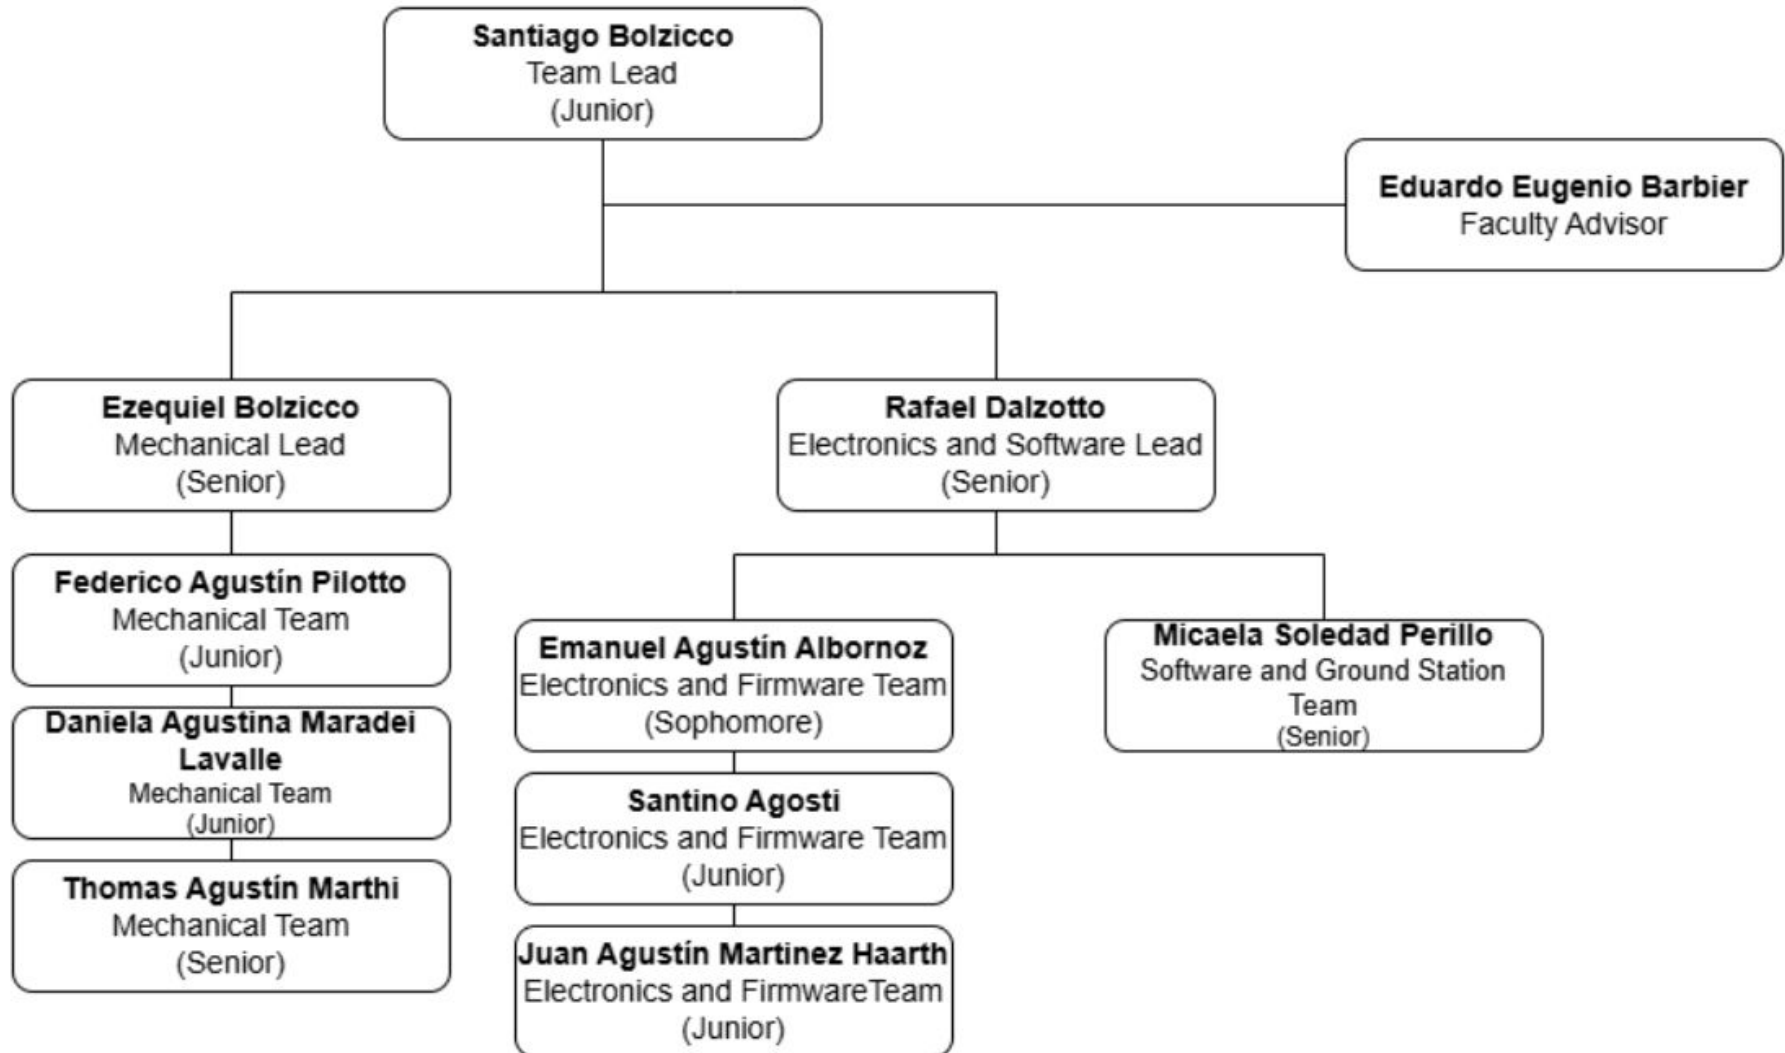 Santiago Bolzicco
Team Lead
(Junior)
Eduardo Eugenio Barbier
Faculty Advisor
Ezequiel Bolzicco
Mechanical Lead
(Senior)
Rafael Dalzotto
Electronics and Software Lead
(Senior)
Federico Agustín Pilotto
Mechanical Team
(Junior)
Daniela Agustina Maradei
Lavalle
Mechanical Team
(Junior)
Thomas Agustín Marthi
Mechanical Team
(Senior)
Emanuel Agustín Albornoz
Electronics and Firmware Team
(Sophomore)
Santino Agosti
Electronics and Firmware Team
(Junior)
Juan Agustín Martinez Haarth
Electronics and FirmwareTeam
(Junior)
Micaela Soledad Perillo
Software and Ground Station
Team
(Senior)